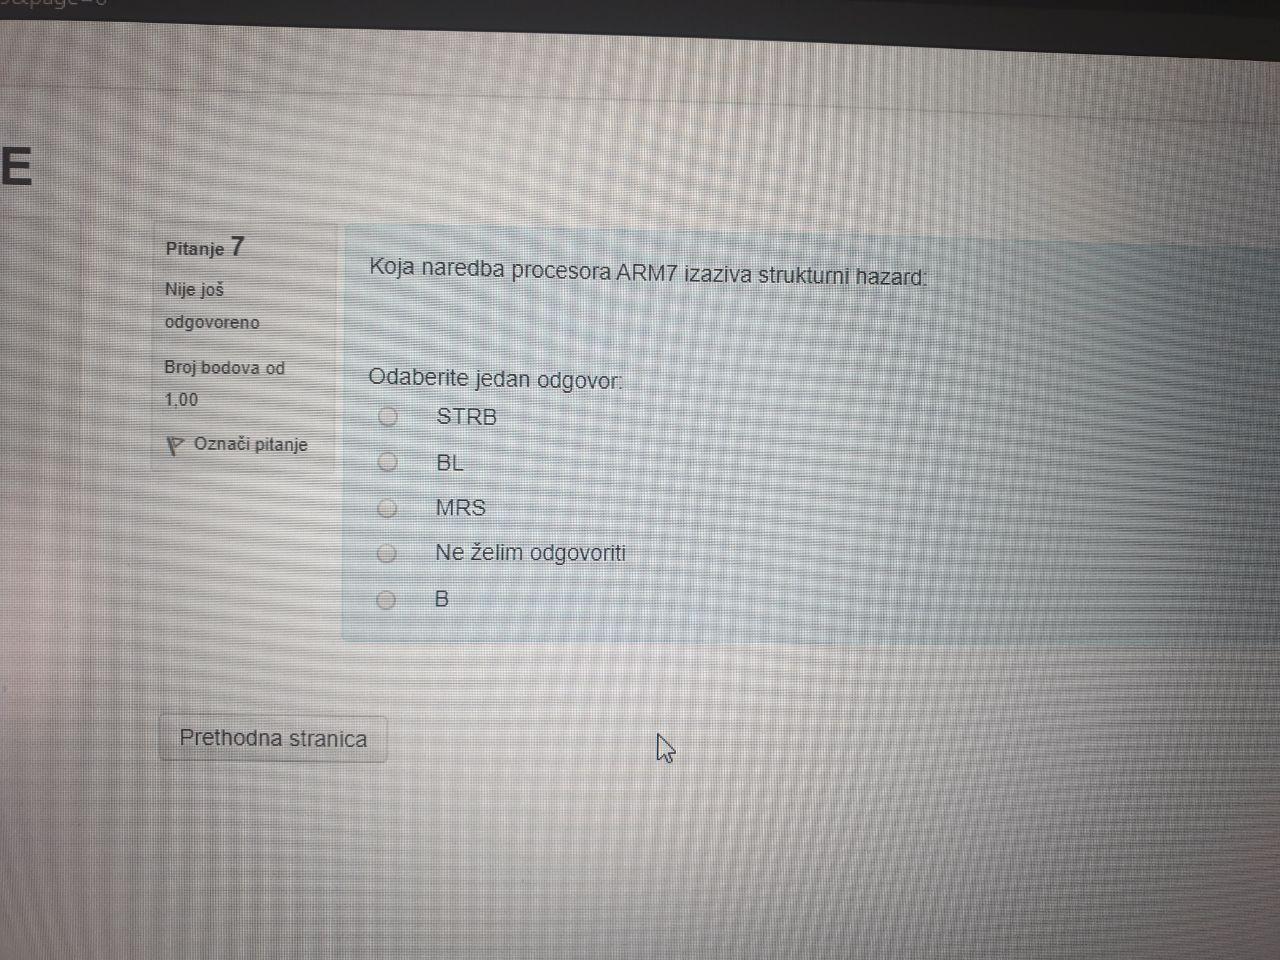 E
Pitanje 7
Nije još
odgovoreno
Broj bodova od
1,00
Označi pitanje
Koja naredba procesora ARM7 izaziva strukturni hazard:
Odaberite jedan odgovor:
STRB
BL
MRS
Ne želim odgovoriti
B
Prethodna stranica